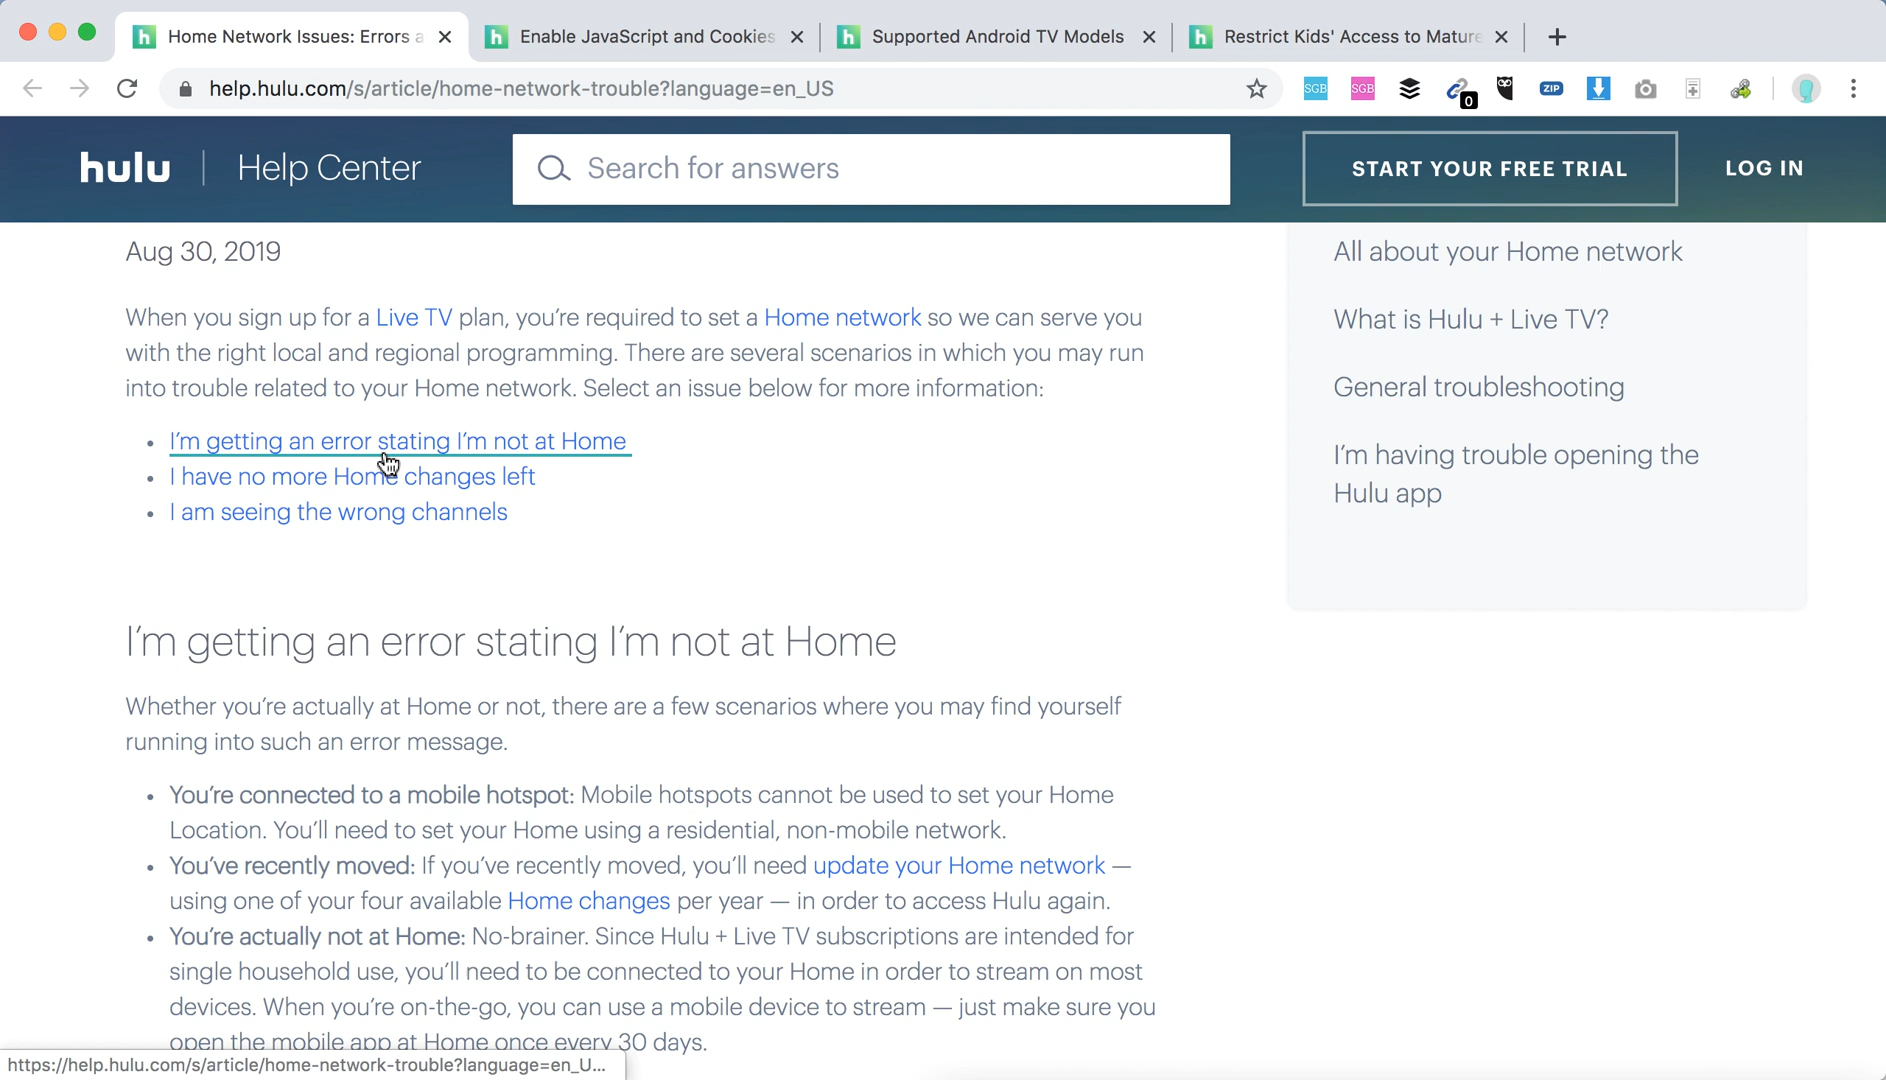 Home Network Issues: Errors a
Enable JavaScript and Cookies
Supported Android TV Models
Restrict Kids' Access to Mature
help.hulu.com/s/article/home-network-trouble?language=en_US
SGB
SGB
0
ZIP
hulu
Help Center
Search for answers
START YOUR FREE TRIAL
LOG IN
Aug 30, 2019
When you sign up for a Live TV plan, you're required to set a Home network so we can serve you
with the right local and regional programming. There are several scenarios in which you may run
into trouble related to your Home network. Select an issue below for more information:
• I'm getting an error stating I'm not at Home
• I have no more Home changes left
• I am seeing the wrong channels
I'm getting an error stating I'm not at Home
Whether you're actually at Home or not, there are a few scenarios where you may find yourself
running into such an error message.
• You're connected to a mobile hotspot: Mobile hotspots cannot be used to set your Home
Location. You'll need to set your Home using a residential, non-mobile network.
• You've recently moved: If you've recently moved, you'll need update your Home network —
using one of your four available Home changes per year — in order to access Hulu again.
• You're actually not at Home: No-brainer. Since Hulu + Live TV subscriptions are intended for
single household use, you'll need to be connected to your Home in order to stream on most
devices. When you're on-the-go, you can use a mobile device to stream — just make sure you
open the mobile app at Home once every 30 days.
All about your Home network
What is Hulu + Live TV?
General troubleshooting
I'm having trouble opening the
Hulu app
https://help.hulu.com/s/article/home-network-trouble?language=en_U...